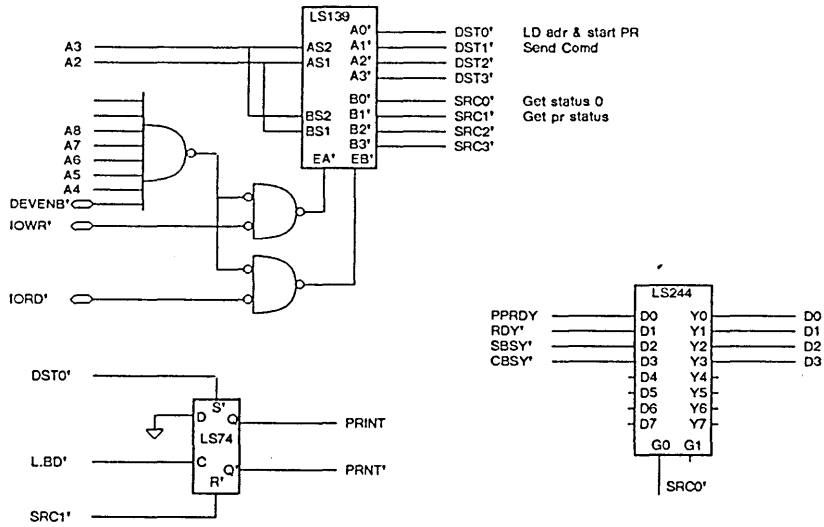 LS139
A3 AS2 A0' DST0' LD adr & start PR
A2 AS1 A1' DST1' Send Comd
A2' DST2'
A3' DST3'
B0' SRC0' Get status 0
BS2 B1' SRC1' Get pr status
A8 BS1 B2' SRC2'
A7 B3' SRC3'
A6 EA' EB'
A5
A4
DEVENB'
IOWR'
IORD'
LS244
PPRDY D0 Y0 D0
RDY' D1 Y1 D1
SBSY' D2 Y2 D2
CBSY' D3 Y3 D3
D4 Y4
D5 Y5
D6 Y6
D7 Y7
G0 G1
SRC0'
DST0'
S'
D Q PRINT
LS74
L.BD' C Q' PRNT'
R'
SRC1'